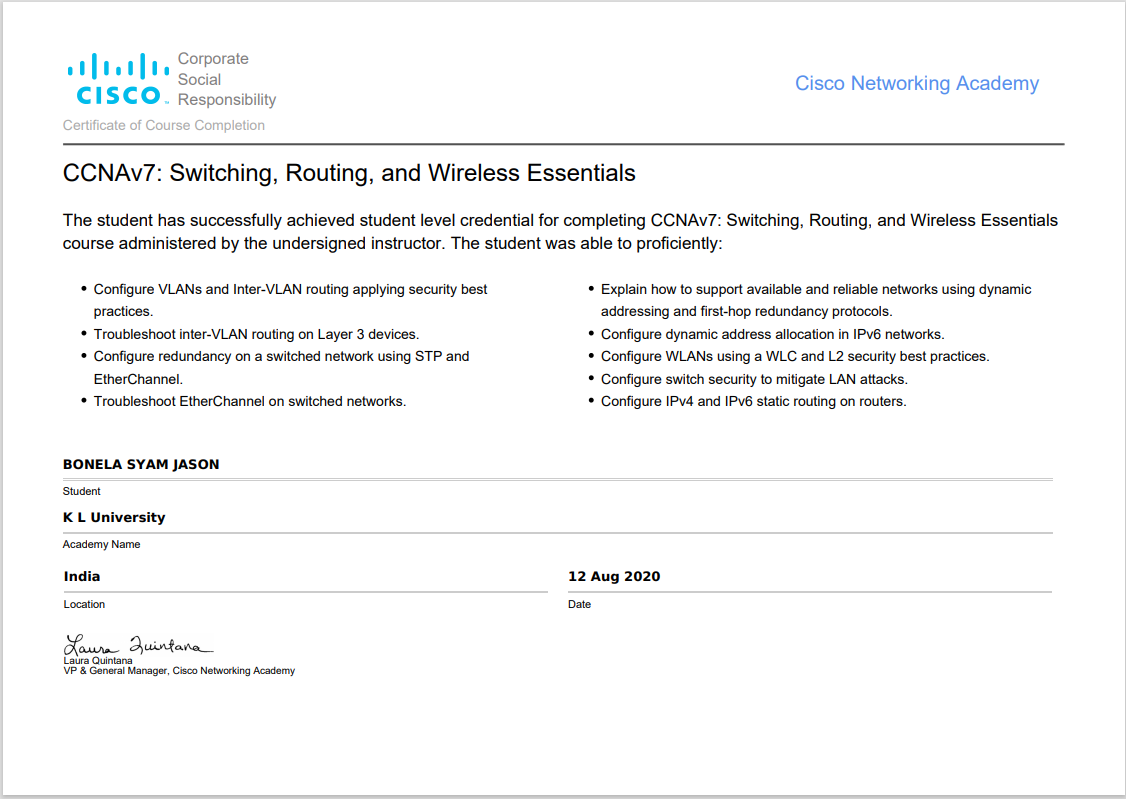 Corporate
Social
Responsibility
CISCO™
Cisco Networking Academy
Certificate of Course Completion
CCNAv7: Switching, Routing, and Wireless Essentials
The student has successfully achieved student level credential for completing CCNAv7: Switching, Routing, and Wireless Essentials
course administered by the undersigned instructor. The student was able to proficiently:
• Configure VLANs and Inter-VLAN routing applying security best
practices.
• Troubleshoot inter-VLAN routing on Layer 3 devices.
• Configure redundancy on a switched network using STP and
EtherChannel.
• Troubleshoot EtherChannel on switched networks.
• Explain how to support available and reliable networks using dynamic
addressing and first-hop redundancy protocols.
• Configure dynamic address allocation in IPv6 networks.
• Configure WLANs using a WLC and L2 security best practices.
• Configure switch security to mitigate LAN attacks.
• Configure IPv4 and IPv6 static routing on routers.
BONELA SYAM JASON
Student
K L University
Academy Name
India
Location
12 Aug 2020
Date
Laura Quintana
Laura Quintana
VP & General Manager, Cisco Networking Academy